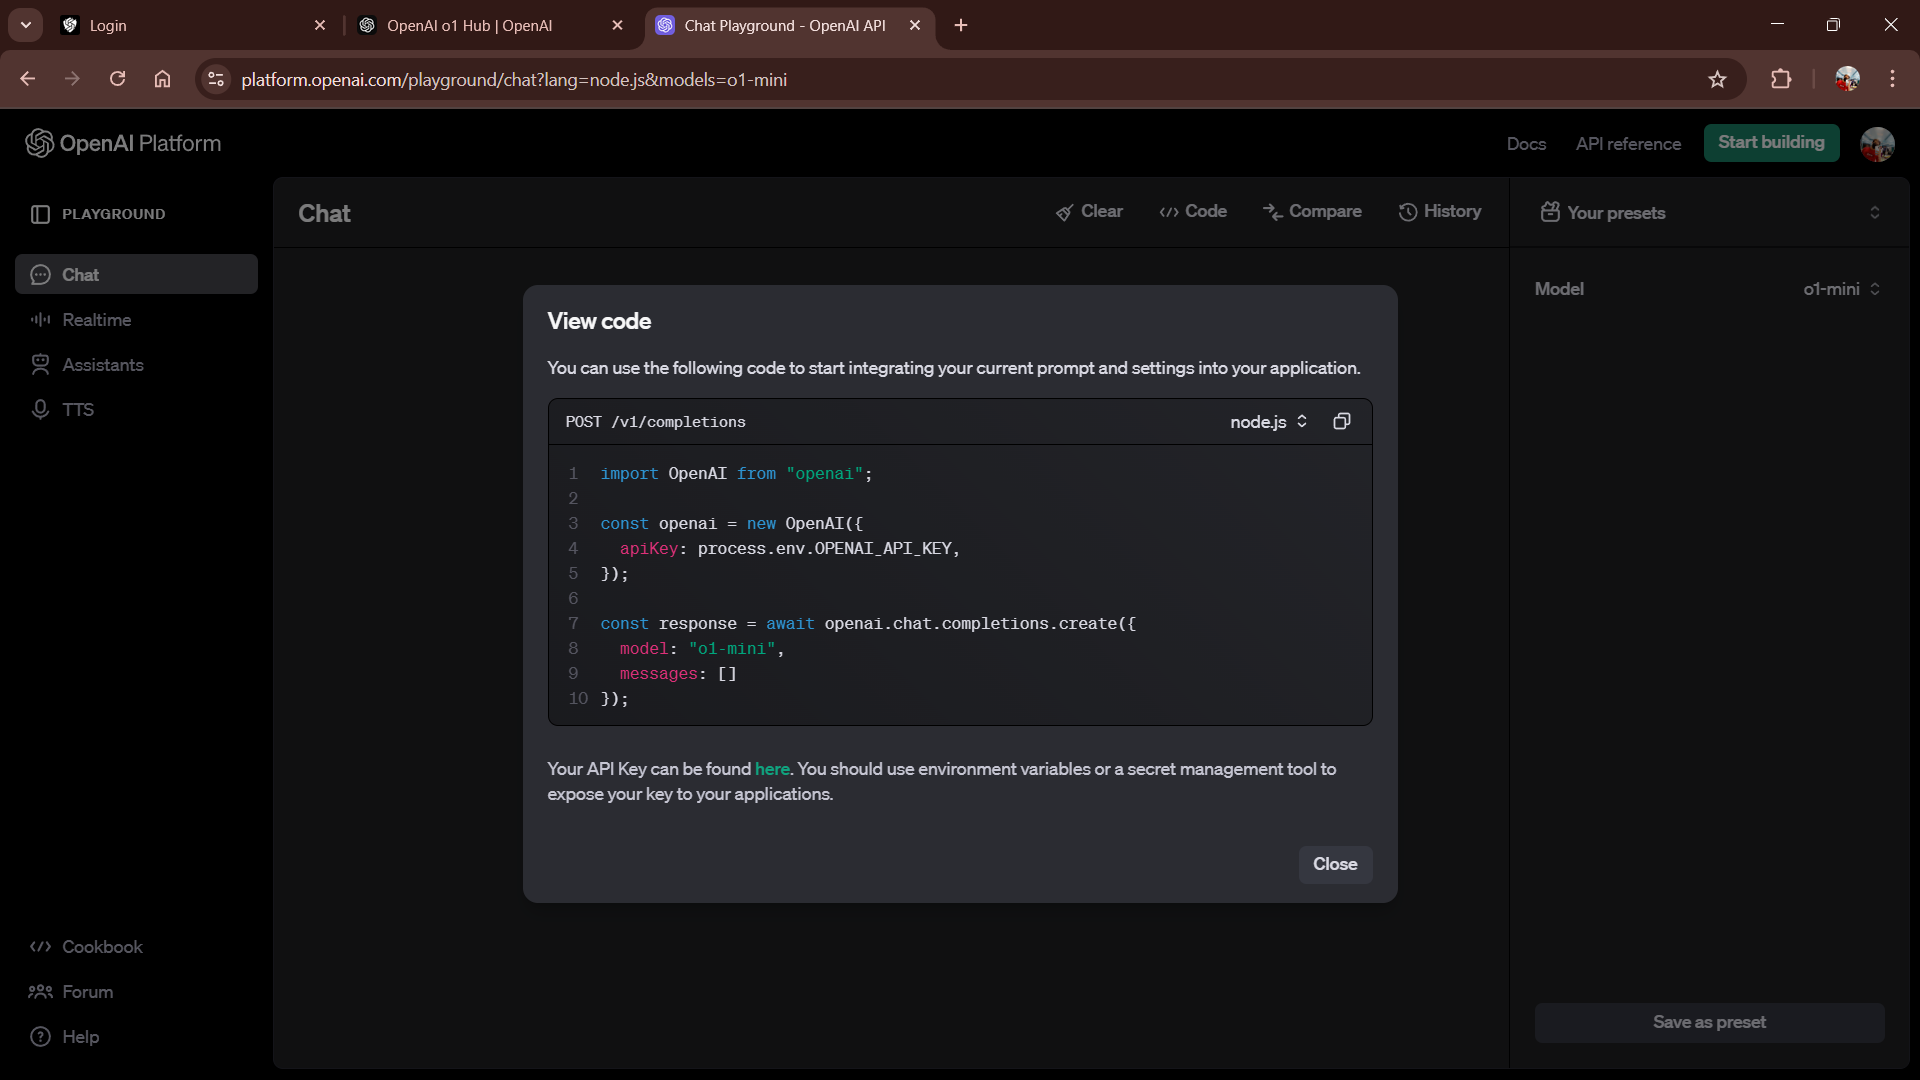 Login
OpenAI o1 Hub | OpenAI
Chat Playground - OpenAI API
platform.openai.com/playground/chat?lang=node.js&models=o1-mini
OpenAI Platform
Docs
API reference
Start building
PLAYGROUND
Chat
Realtime
Assistants
TTS
Chat
Clear
Code
Compare
History
Your presets
Model
o1-mini
View code
You can use the following code to start integrating your current prompt and settings into your application.
POST /v1/completions
node.js
1 import OpenAI from "openai";
2
3 const openai = new OpenAI({
4   apiKey: process.env.OPENAI_API_KEY,
5 });
6
7 const response = await openai.chat.completions.create({
8   model: "o1-mini",
9   messages: []
10 });
Your API Key can be found here. You should use environment variables or a secret management tool to
expose your key to your applications.
Close
Cookbook
Forum
Help
Save as preset